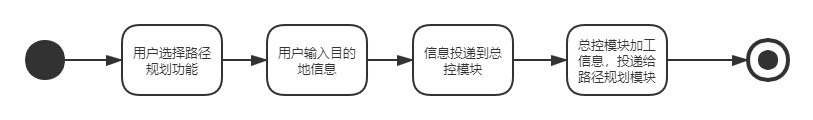 用户选择路径
规划功能
用户输入目的
地信息
信息投递到总
控模块
总控模块加工
信息，投递给
路径规划模块